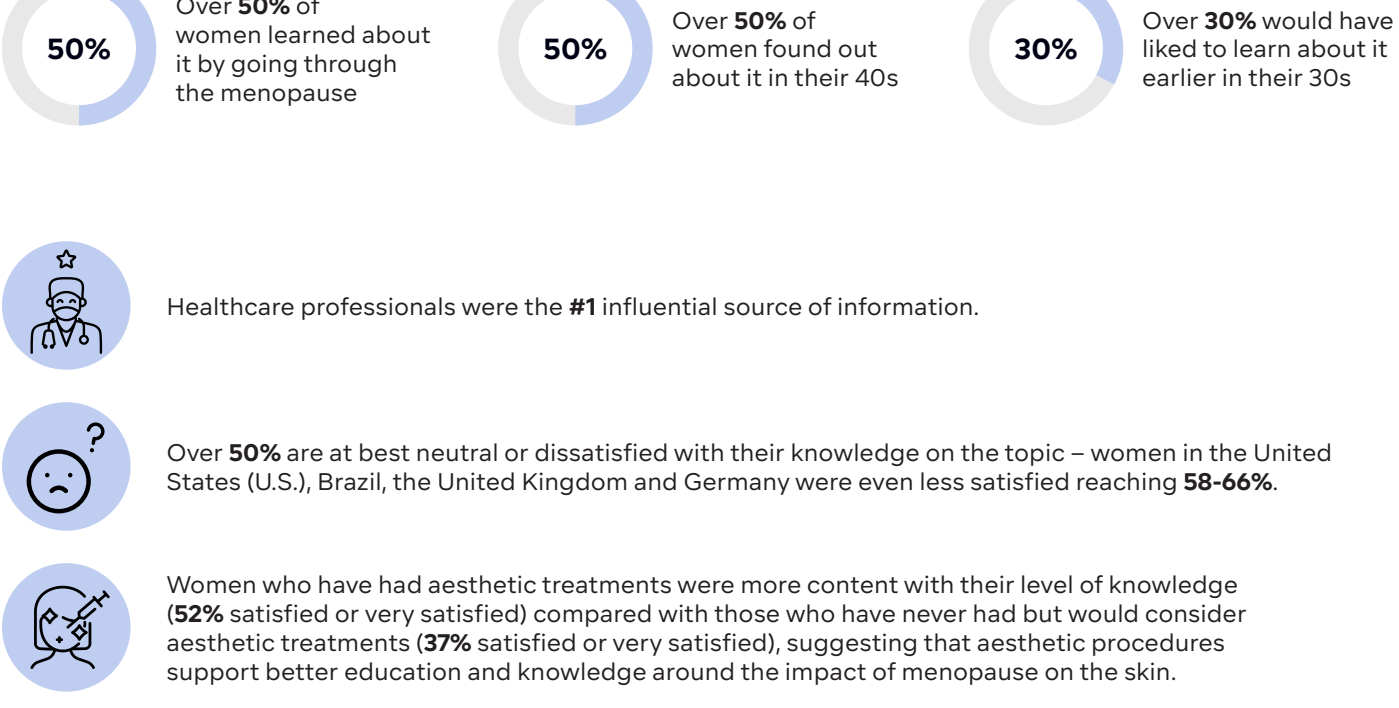 50%
Over 50% of
women learned about
it by going through
the menopause
50%
Over 50% of
women found out
about it in their 40s
30%
Over 30% would have
liked to learn about it
earlier in their 30s
Healthcare professionals were the #1 influential source of information.
?
Over 50% are at best neutral or dissatisfied with their knowledge on the topic – women in the United
States (U.S.), Brazil, the United Kingdom and Germany were even less satisfied reaching 58-66%.
Women who have had aesthetic treatments were more content with their level of knowledge
(52% satisfied or very satisfied) compared with those who have never had but would consider
aesthetic treatments (37% satisfied or very satisfied), suggesting that aesthetic procedures
support better education and knowledge around the impact of menopause on the skin.